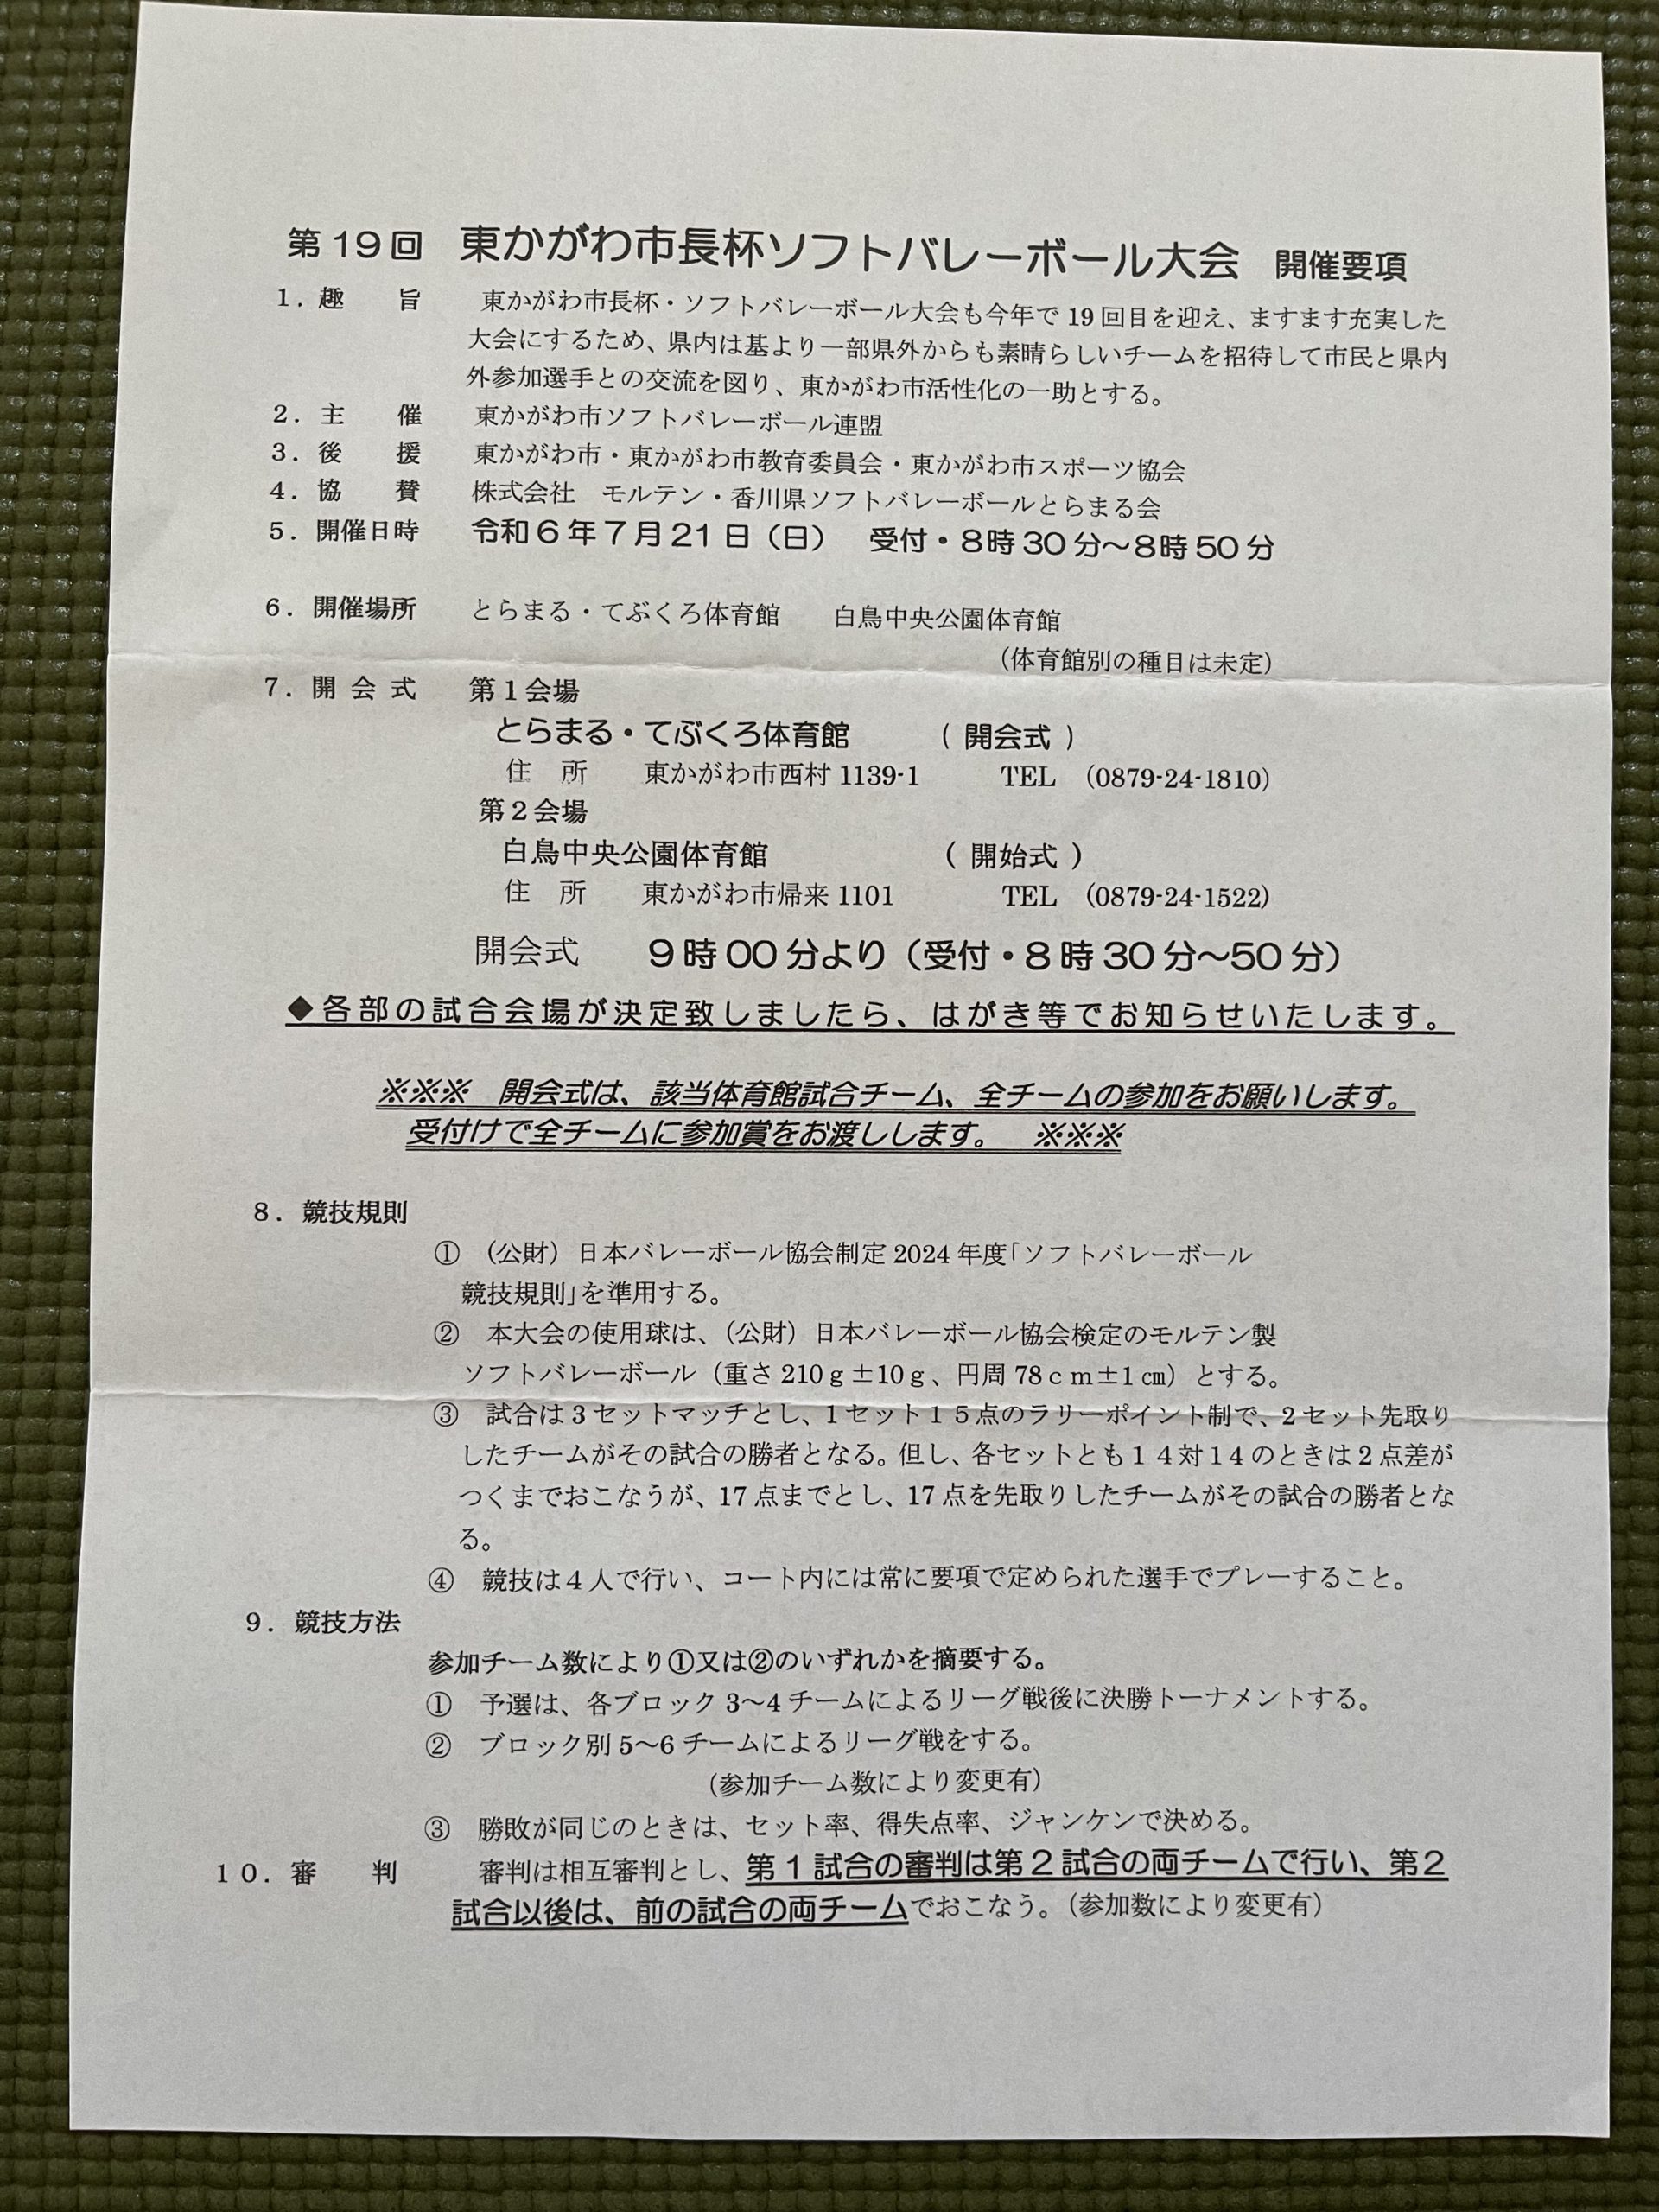 第19回 東かがわ市長杯ソフトバレーボール大会 開催要項
1．趣 旨 東かがわ市長杯・ソフトバレーボール大会も今年で19回目を迎え、ますます充実した
大会にするため、県内は基より一部県外からも素晴らしいチームを招待して市民と県内
外参加選手との交流を図り、東かがわ市活性化の一助とする。
2．主 催 東かがわ市ソフトバレーボール連盟
3．後 援 東かがわ市・東かがわ市教育委員会・東かがわ市スポーツ協会
4．協 賛 株式会社 モルテン・香川県ソフトバレーボールとらまる会
5．開催日時 令和6年7月21日（日） 受付・8時30分～8時50分
6．開催場所 とらまる・てぶくろ体育館 白鳥中央公園体育館
（体育館別の種目は未定）
7．開 会 式 第1会場
とらまる・てぶくろ体育館 （ 開会式 ）
住 所 東かがわ市西村1139-1 TEL （0879-24-1810）
第2会場
白鳥中央公園体育館 （ 開始式 ）
住 所 東かがわ市帰来1101 TEL （0879-24-1522）
開会式 9時00分より（受付・8時30分～50分）
◆各部の試合会場が決定致しましたら、はがき等でお知らせいたします。
※※※ 開会式は、該当体育館試合チーム、全チームの参加をお願いします。
受付けで全チームに参加賞をお渡しします。 ※※※
8．競技規則
① （公財）日本バレーボール協会制定2024年度｢ソフトバレーボール
競技規則｣を準用する。
② 本大会の使用球は、（公財）日本バレーボール協会検定のモルテン製
ソフトバレーボール（重さ210ｇ±10ｇ、円周78ｃｍ±1㎝）とする。
③ 試合は3セットマッチとし、1セット１５点のラリーポイント制で、2セット先取り
したチームがその試合の勝者となる。但し、各セットとも１４対１４のときは2点差が
つくまでおこなうが、17点までとし、17点を先取りしたチームがその試合の勝者とな
る。
④ 競技は4人で行い、コート内には常に要項で定められた選手でプレーすること。
9．競技方法
参加チーム数により①又は②のいずれかを摘要する。
① 予選は、各ブロック3～4チームによるリーグ戦後に決勝トーナメントする。
② ブロック別5～6チームによるリーグ戦をする。
（参加チーム数により変更有）
③ 勝敗が同じのときは、セット率、得失点率、ジャンケンで決める。
１０．審 判 審判は相互審判とし、第1試合の審判は第2試合の両チームで行い、第2
試合以後は、前の試合の両チームでおこなう。（参加数により変更有）